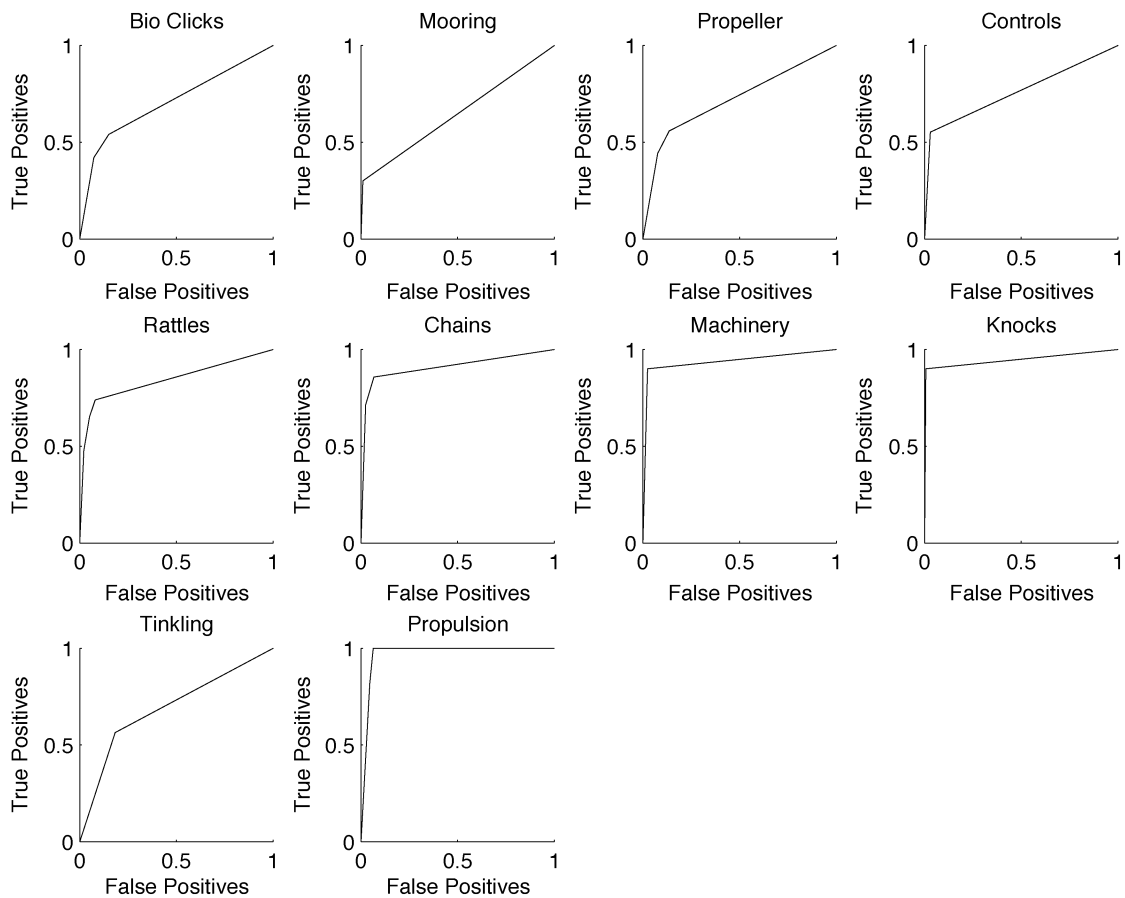 Bio Clicks
Mooring
Propeller
Controls
True Positives
1
0.5
0
0
0.5
1
False Positives
True Positives
1
0.5
0
0
0.5
1
False Positives
True Positives
1
0.5
0
0
0.5
1
False Positives
True Positives
1
0.5
0
0
0.5
1
False Positives
Rattles
Chains
Machinery
Knocks
True Positives
1
0.5
0
0
0.5
1
False Positives
True Positives
1
0.5
0
0
0.5
1
False Positives
True Positives
1
0.5
0
0
0.5
1
False Positives
True Positives
1
0.5
0
0
0.5
1
False Positives
Tinkling
Propulsion
True Positives
1
0.5
0
0
0.5
1
False Positives
True Positives
1
0.5
0
0
0.5
1
False Positives